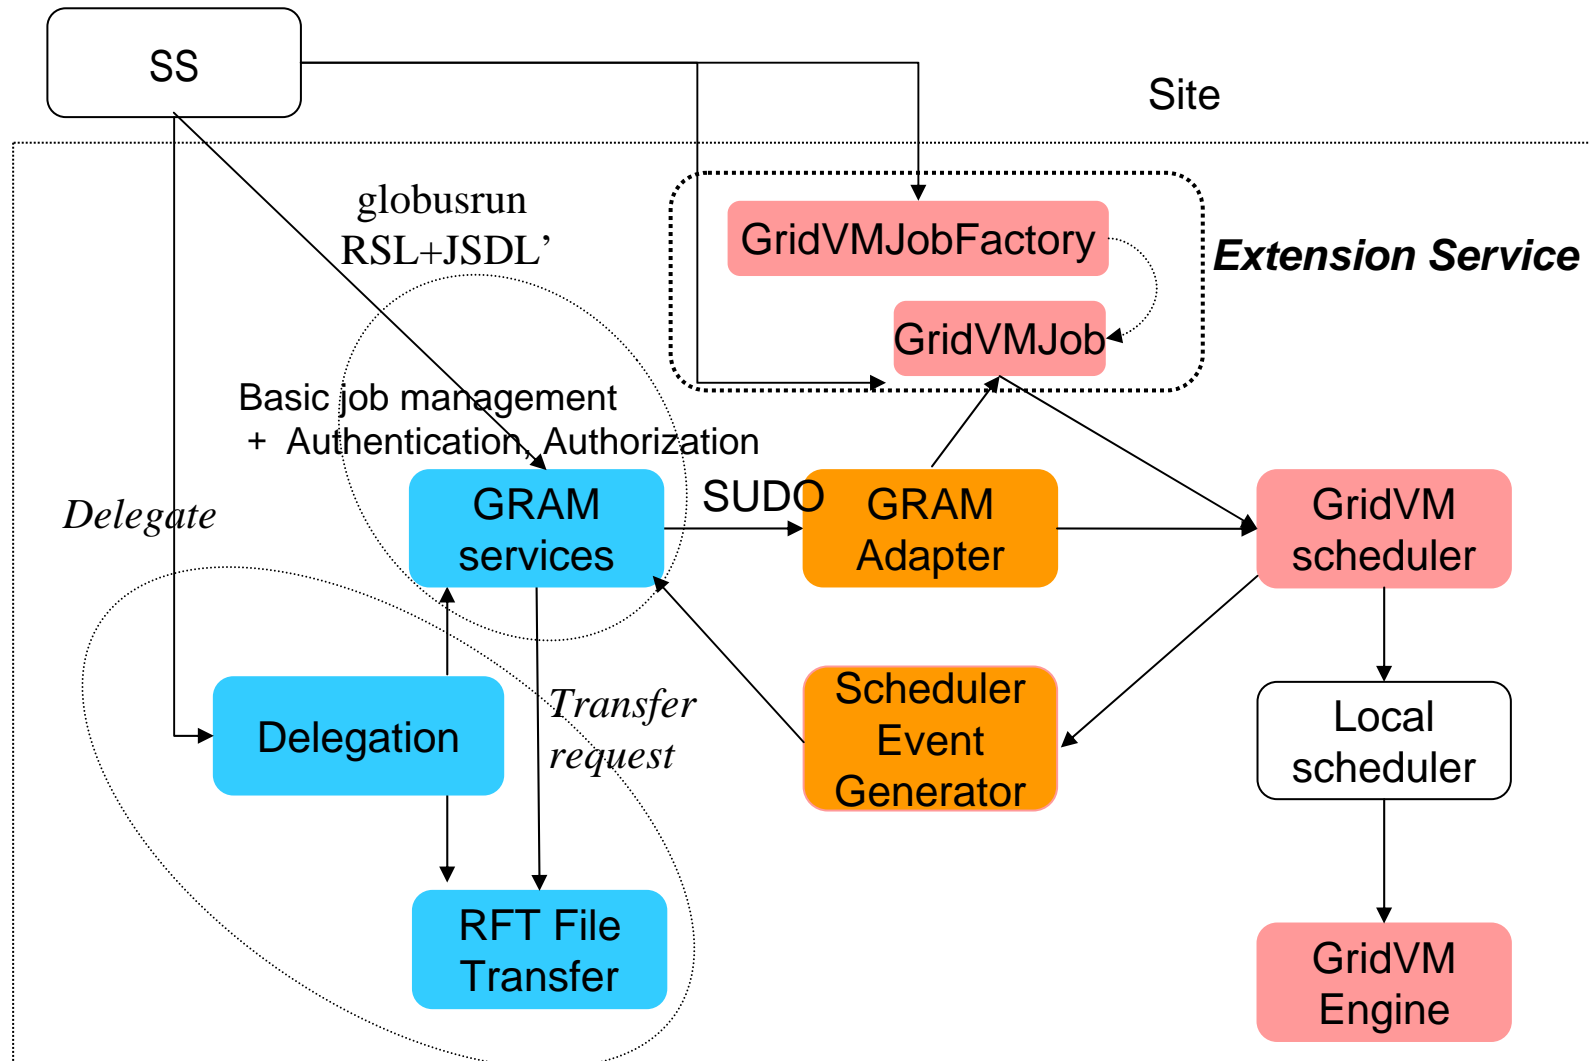 SS
Site
globusrun
RSL+JSDL’
GridVMJobFactory
Extension Service
GridVMJob
Basic job management
+ Authentication, Authorization
Delegate
GRAM
services
SUDO
GRAM
Adapter
GridVM
scheduler
Delegation
Transfer
request
Scheduler
Event
Generator
Local
scheduler
RFT File
Transfer
GridVM
Engine